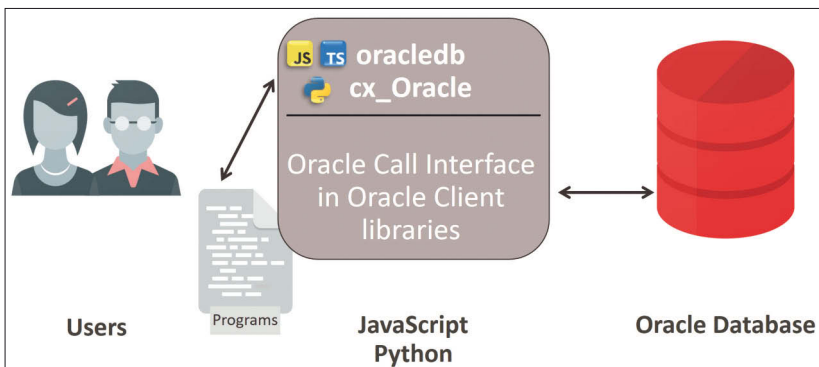 JS TS oracledb
cx_Oracle
Oracle Call Interface
in Oracle Client
libraries
Users
Programs
JavaScript
Python
Oracle Database